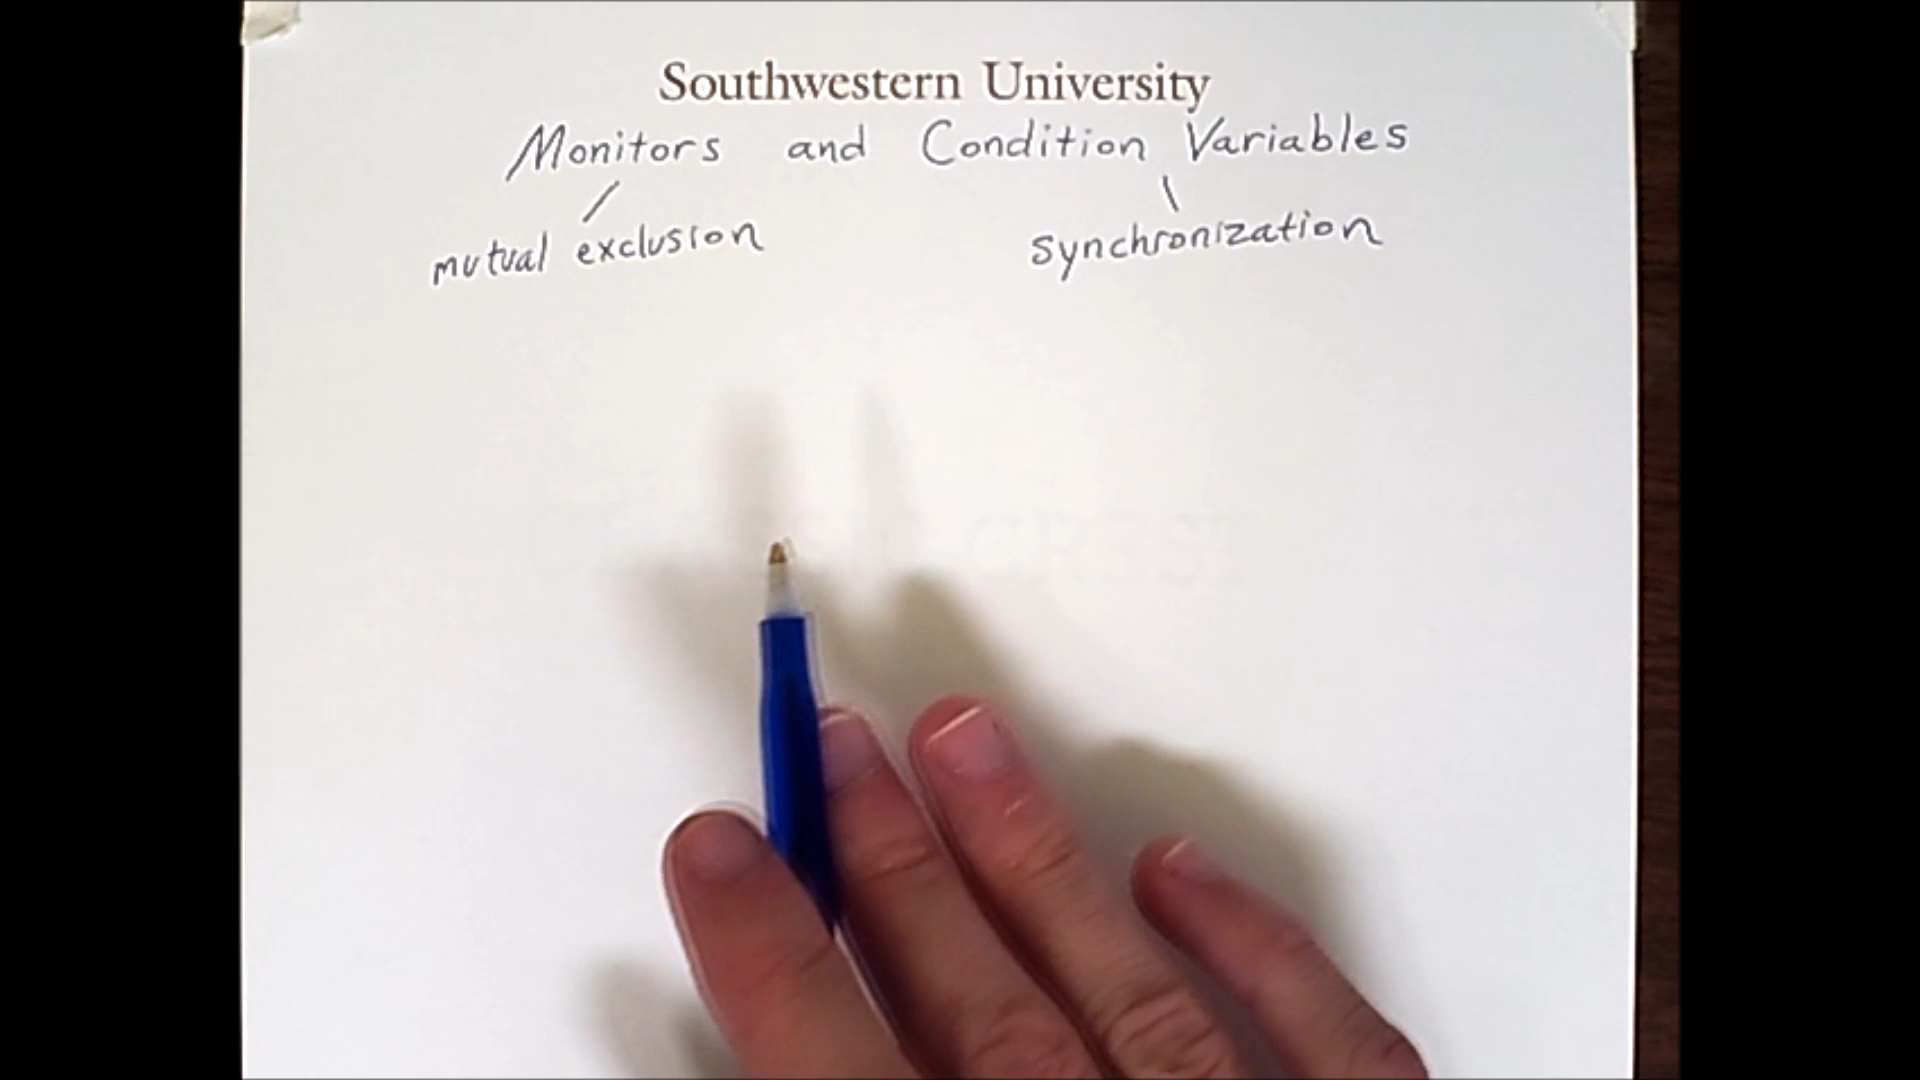 Southwestern University
Monitors and Condition Variables
mutual exclusion synchronization